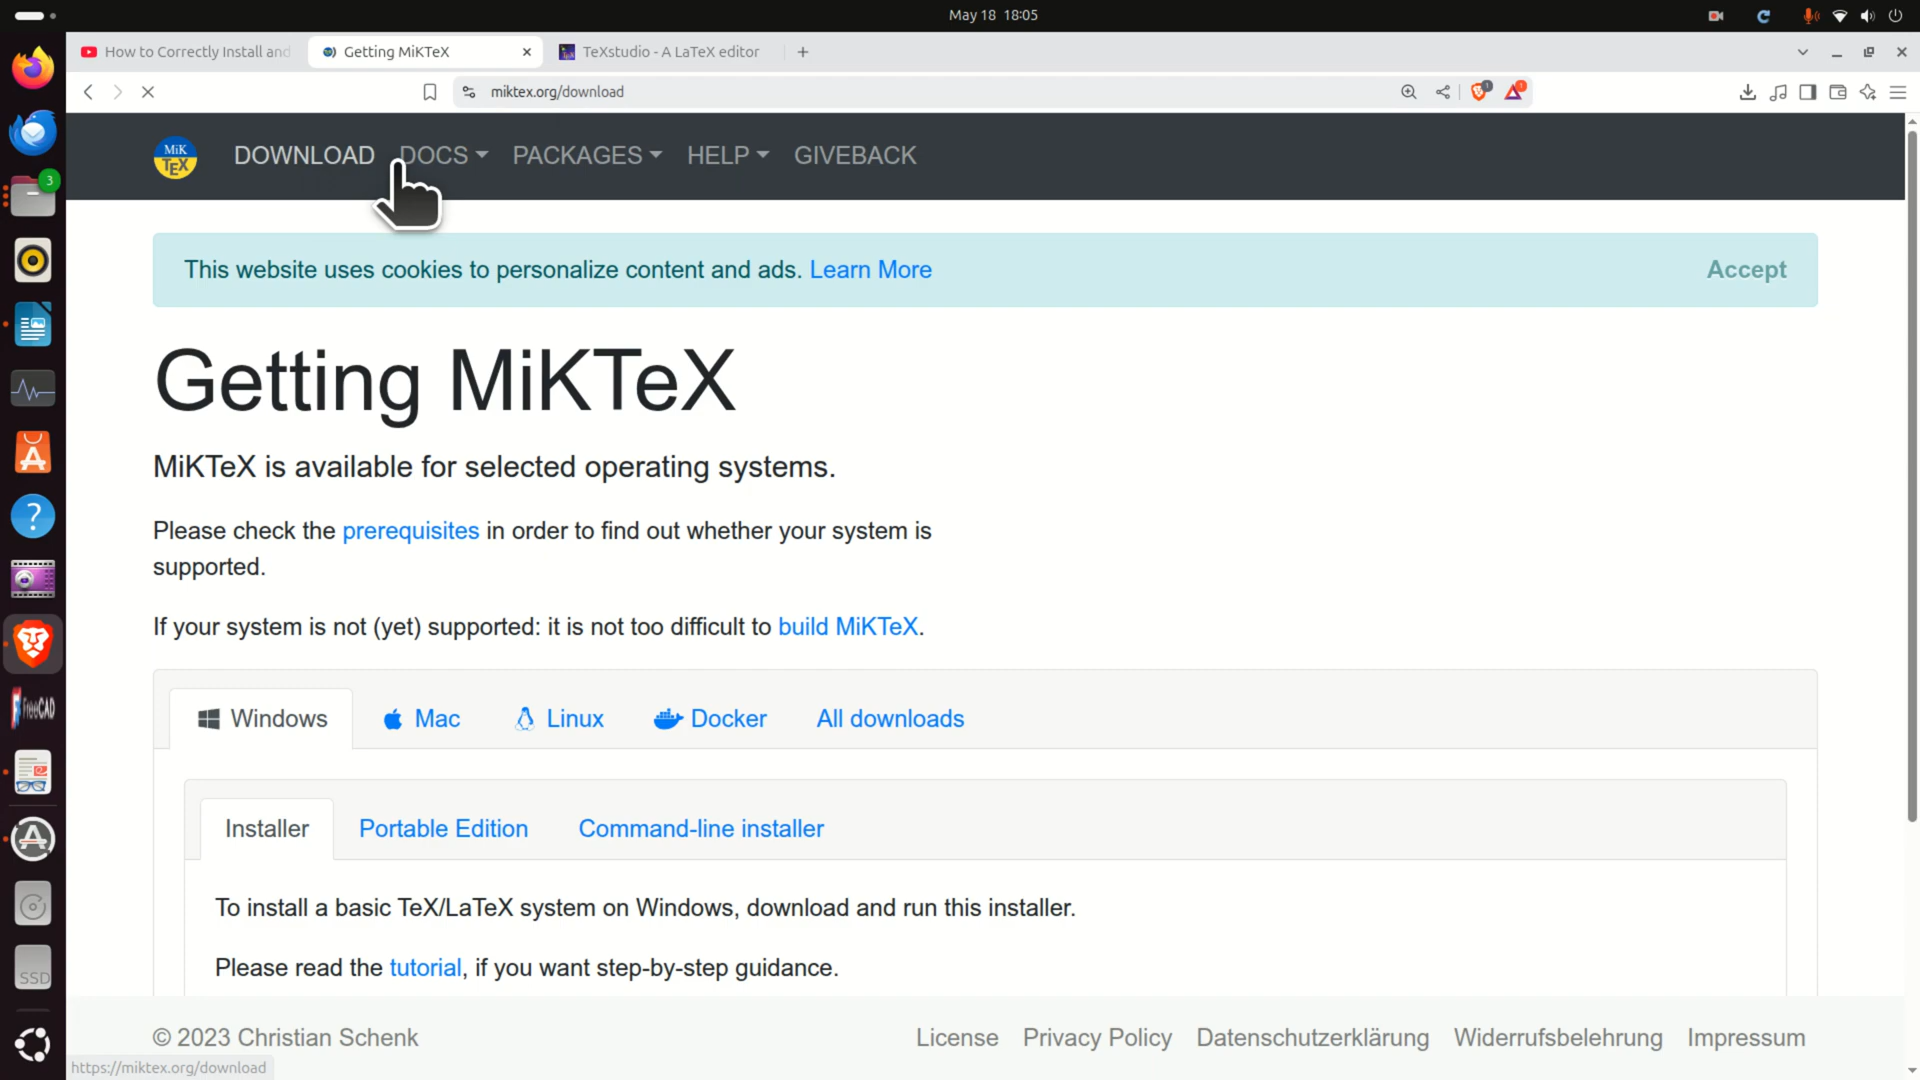 May 18 18:05
How to Correctly Install and
Getting MiKTeX
TeXstudio - A LaTeX editor
miktex.org/download
1
1
MiK
TEX
DOWNLOAD
DOCS
PACKAGES
HELP
GIVEBACK
3
This website uses cookies to personalize content and ads. Learn More
Accept
Getting MiKTeX
MiKTeX is available for selected operating systems.
Please check the prerequisites in order to find out whether your system is
supported.
If your system is not (yet) supported: it is not too difficult to build MiKTeX.
Windows
Mac
Linux
Docker
All downloads
FreeCAD
Installer
Portable Edition
Command-line installer
To install a basic TeX/LaTeX system on Windows, download and run this installer.
Please read the tutorial, if you want step-by-step guidance.
SSD
© 2023 Christian Schenk
License
Privacy Policy
Datenschutzerklärung
Widerrufsbelehrung
Impressum
https://miktex.org/download